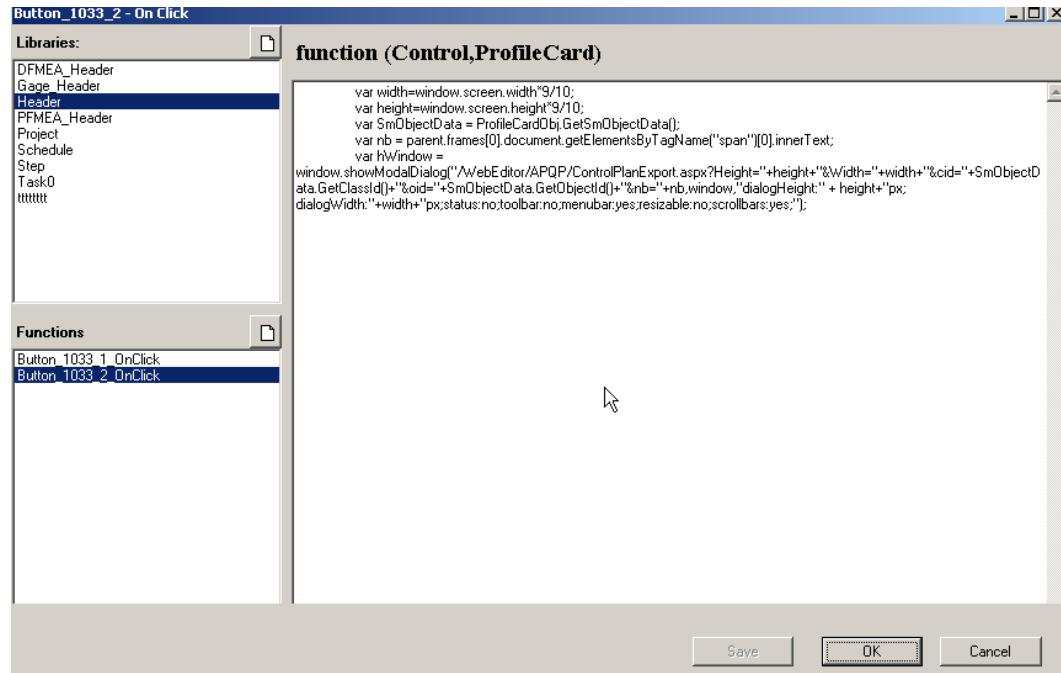 Button_1033_2 - On Click
Libraries:
DFMEA_Header
Gage_Header
Header
PFMEA_Header
Project
Schedule
Step
Task0
tttttttt
Functions
Button_1033_1_OnClick
Button_1033_2_OnClick
function (Control,ProfileCard)
var width=window.screen.width*9/10;
var height=window.screen.height*9/10;
var SmObjectData = ProfileCardObj.GetSmObjectData();
var nb = parent.frames[0].document.getElementsByTagName("span")[0].innerText;
var hWindow =
window.showModalDialog("/WebEditor/APQP/ControlPlanExport.aspx?Height="+height+"&Width="+width+"&cid="+SmObjectD
ata.GetClassId()+"&oid="+SmObjectData.GetObjectId()+"&nb="+nb,window,"dialogHeight:" + height+"px;
dialogWidth:"+width+"px;status:no;toolbar:no;menubar:yes;resizable:no;scrollbars:yes;");
Save
OK
Cancel